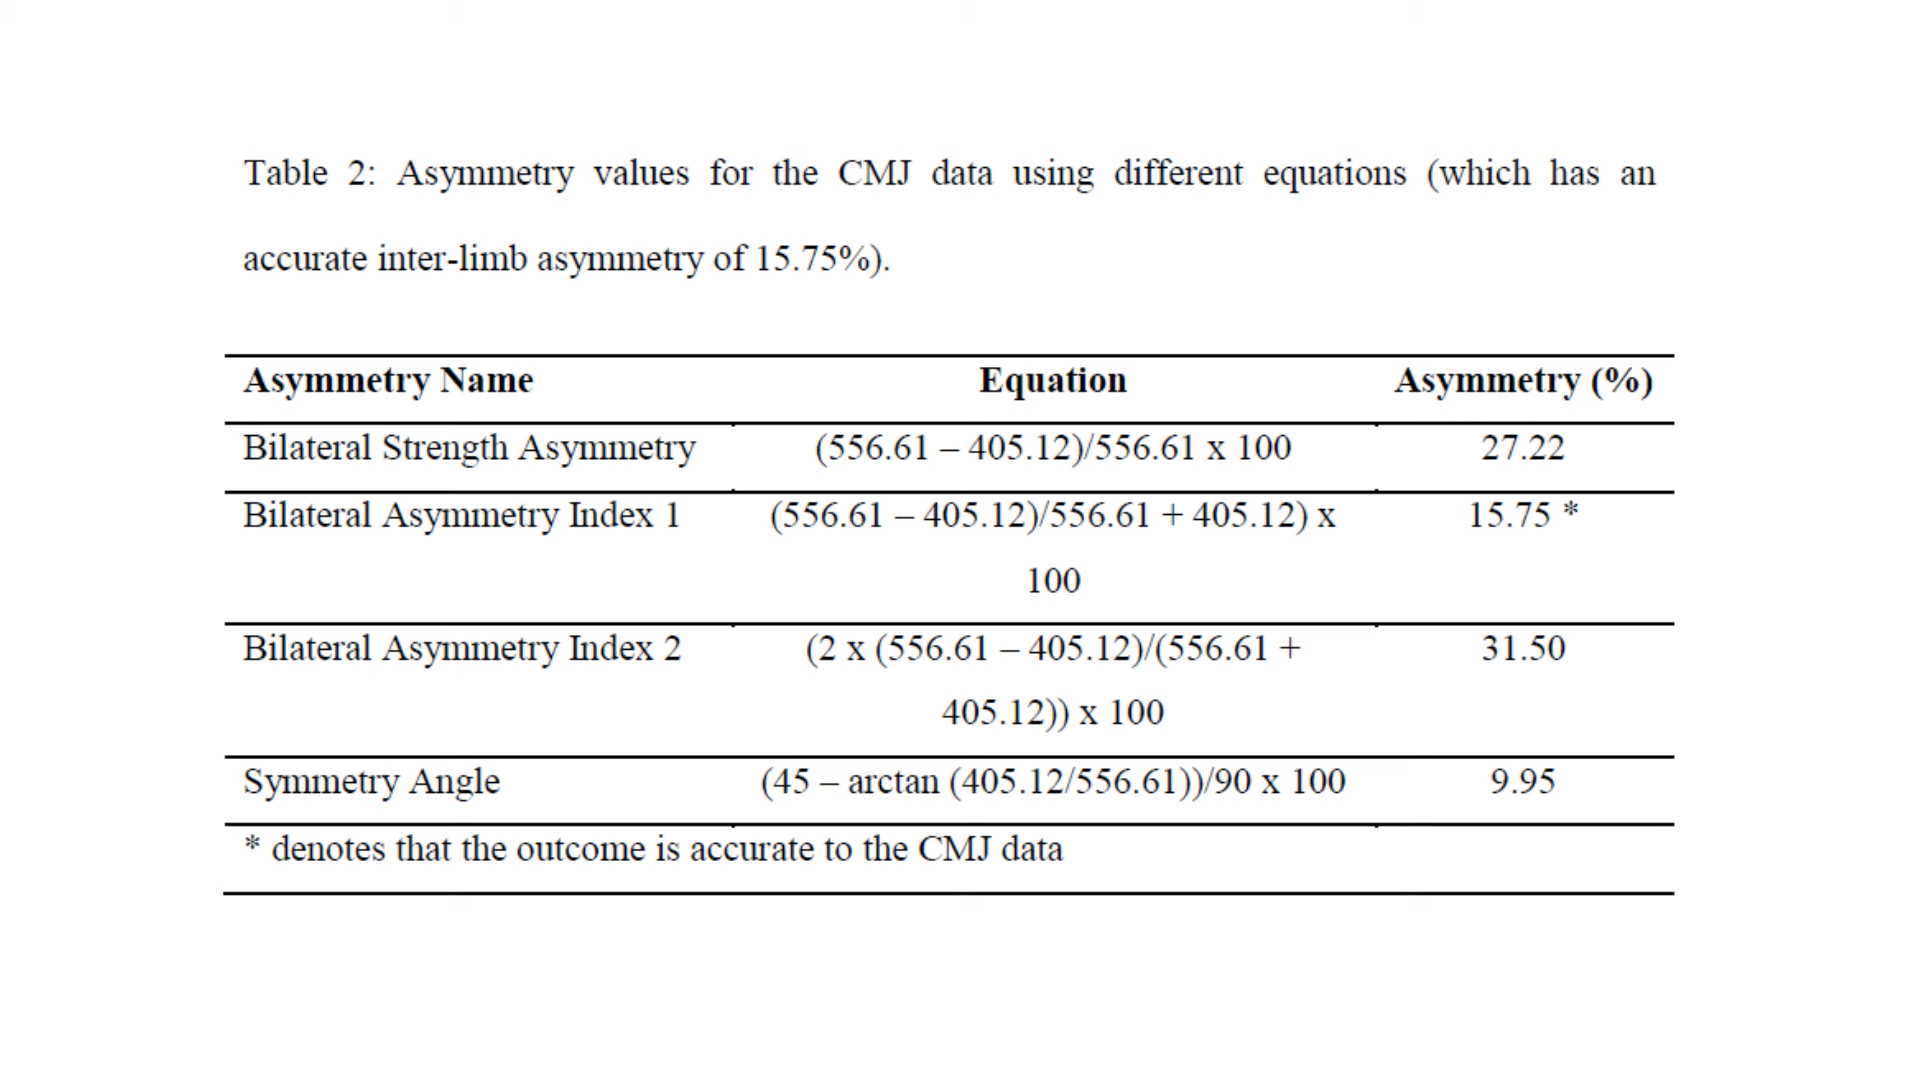 Table 2: Asymmetry values for the CMJ data using different equations (which has an
accurate inter-limb asymmetry of 15.75%).
Asymmetry Name Equation Asymmetry (%)
Bilateral Strength Asymmetry (556.61 – 405.12)/556.61 x 100 27.22
Bilateral Asymmetry Index 1 (556.61 – 405.12)/556.61 + 405.12) x 15.75 *
100
Bilateral Asymmetry Index 2 (2 x (556.61 – 405.12)/(556.61 + 31.50
405.12)) x 100
Symmetry Angle (45 – arctan (405.12/556.61))/90 x 100 9.95
* denotes that the outcome is accurate to the CMJ data